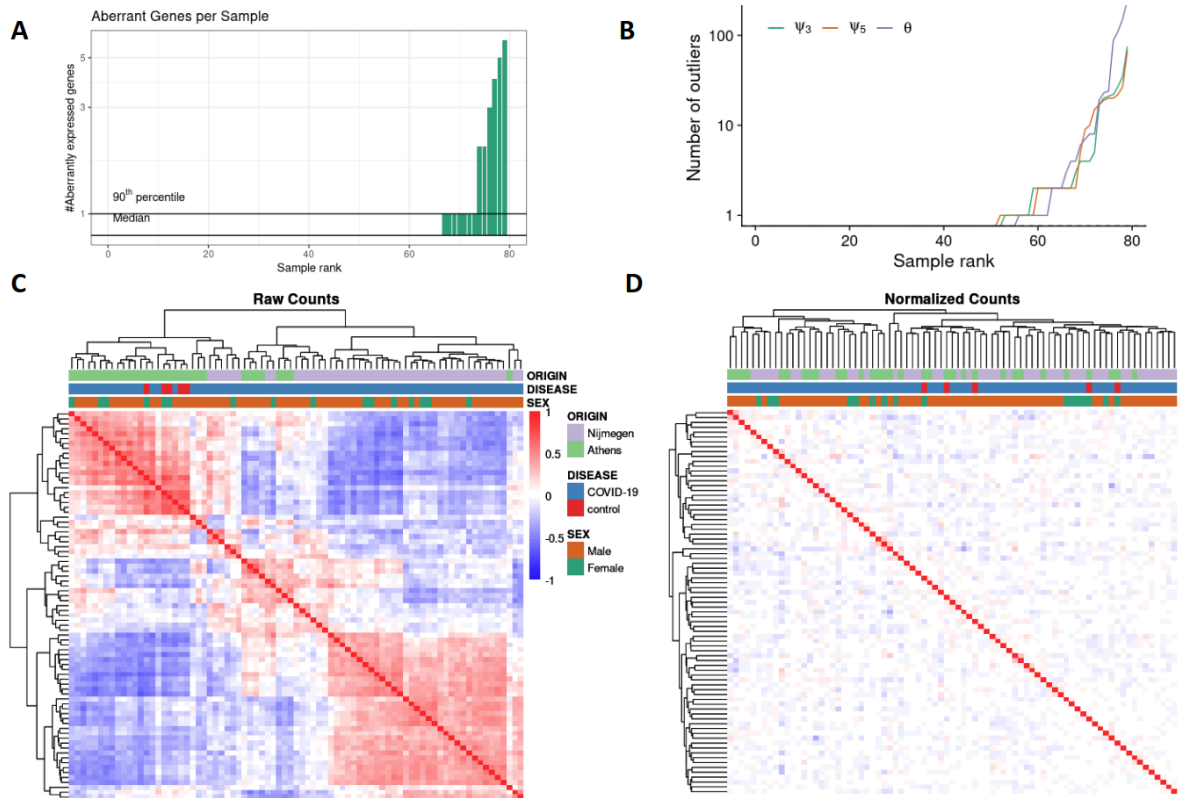 A
Aberrant Genes per Sample
#Aberrantly expressed genes
5
3
1
90th percentile
Median
0 20 40 60 80
Sample rank
B
ψ3 ψ5 θ
Number of outliers
100
10
1
0 20 40 60 80
Sample rank
C
Raw Counts
ORIGIN
DISEASE
SEX
1
0.5
0
-0.5
-1
ORIGIN
Nijmegen
Athens
DISEASE
COVID-19
control
SEX
Male
Female
D
Normalized Counts